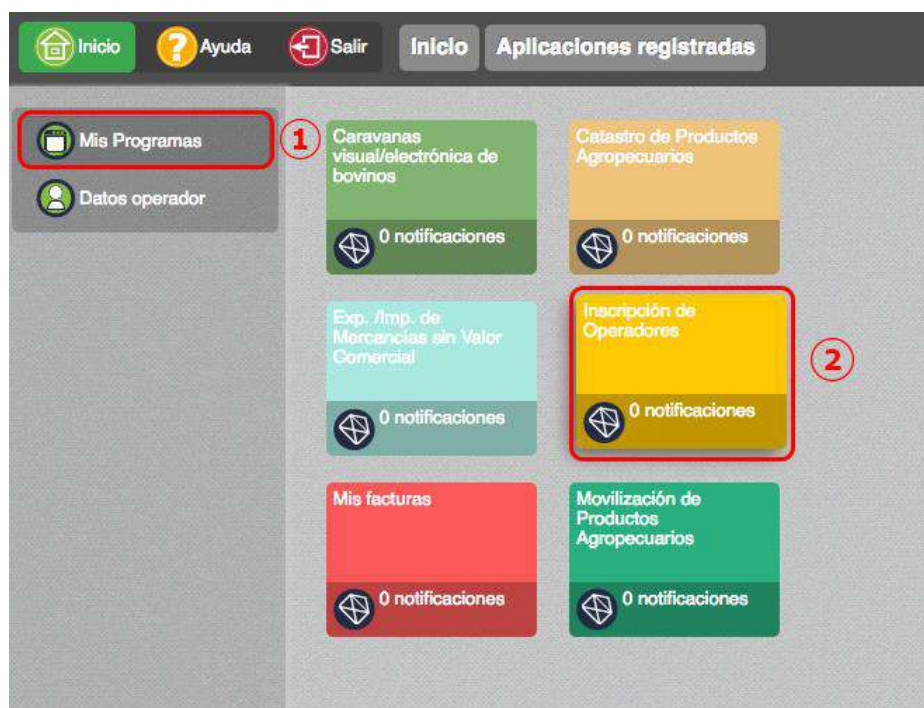 Inicio
Ayuda
Salir
Inicio
Aplicaciones registradas
Mis Programas
1
Datos operador
Caravanas
visual/electrónica de
bovinos
0 notificaciones
Catastro de Productos
Agropecuarios
0 notificaciones
Exp. /Imp. de
Mercancías sin Valor
Comercial
0 notificaciones
Inscripción de
Operadores
0 notificaciones
2
Mis facturas
0 notificaciones
Movilización de
Productos
Agropecuarios
0 notificaciones